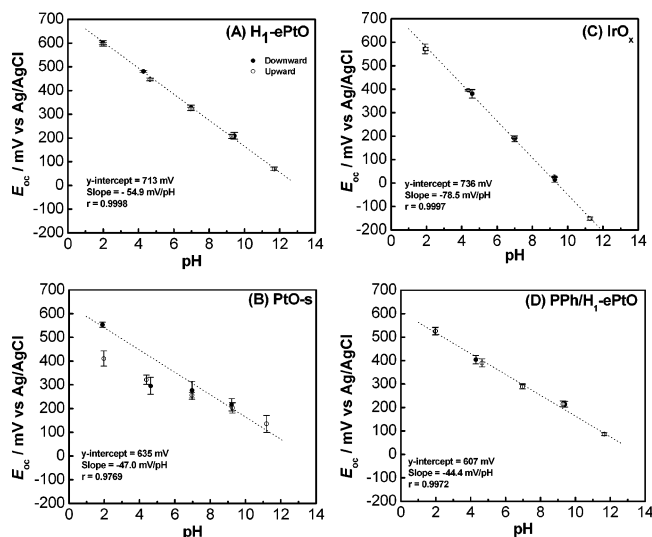 (A) H1-ePtO
Downward
Upward
y-intercept = 713 mV
Slope = - 54.9 mV/pH
r = 0.9998
Eoc / mV vs Ag/AgCl
700
600
500
400
300
200
100
0
-100
-200
0 2 4 6 8 10 12 14
pH
(C) IrOx
y-intercept = 736 mV
Slope = -78.5 mV/pH
r = 0.9997
Eoc / mV vs Ag/AgCl
700
600
500
400
300
200
100
0
-100
-200
0 2 4 6 8 10 12 14
pH
(B) PtO-s
y-intercept = 635 mV
Slope = -47.0 mV/pH
r = 0.9769
Eoc / mV vs Ag/AgCl
700
600
500
400
300
200
100
0
-100
-200
0 2 4 6 8 10 12 14
pH
(D) PPh/H1-ePtO
y-intercept = 607 mV
Slope = -44.4 mV/pH
r = 0.9972
Eoc / mV vs Ag/AgCl
700
600
500
400
300
200
100
0
-100
-200
0 2 4 6 8 10 12 14
pH